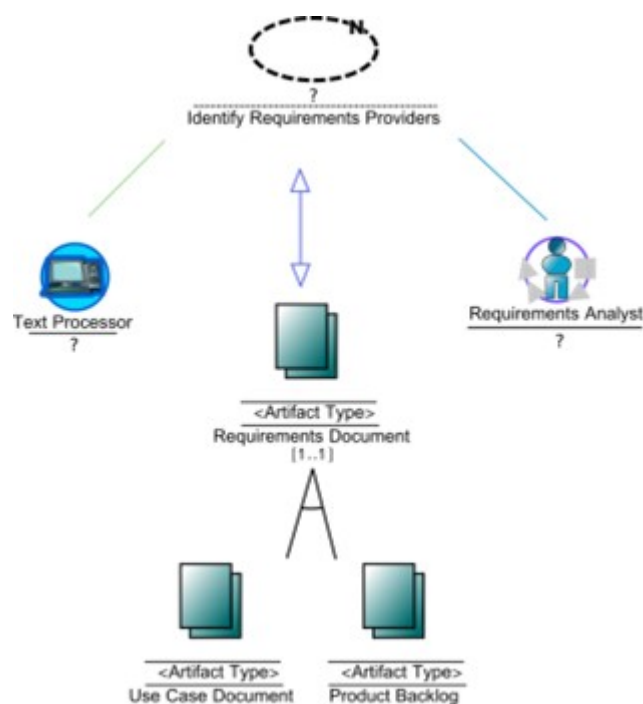 N
?
Identify Requirements Providers
Text Processor
?
Requirements Analyst
?
<Artifact Type>
Requirements Document
[1..1]
<Artifact Type>
Use Case Document
<Artifact Type>
Product Backlog